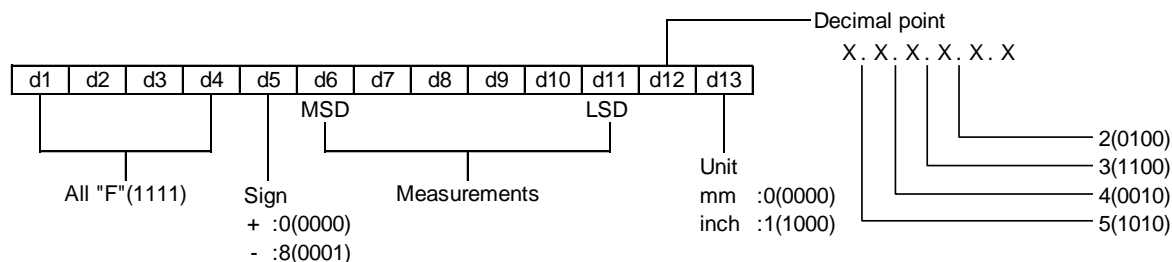 Decimal point
X . X . X . X . X . X
d1 d2 d3 d4 d5 d6 d7 d8 d9 d10 d11 d12 d13
MSD LSD
2(0100)
3(1100)
4(0010)
5(1010)
All "F"(1111)
Sign
+ :0(0000)
- :8(0001)
Measurements
Unit
mm :0(0000)
inch :1(1000)